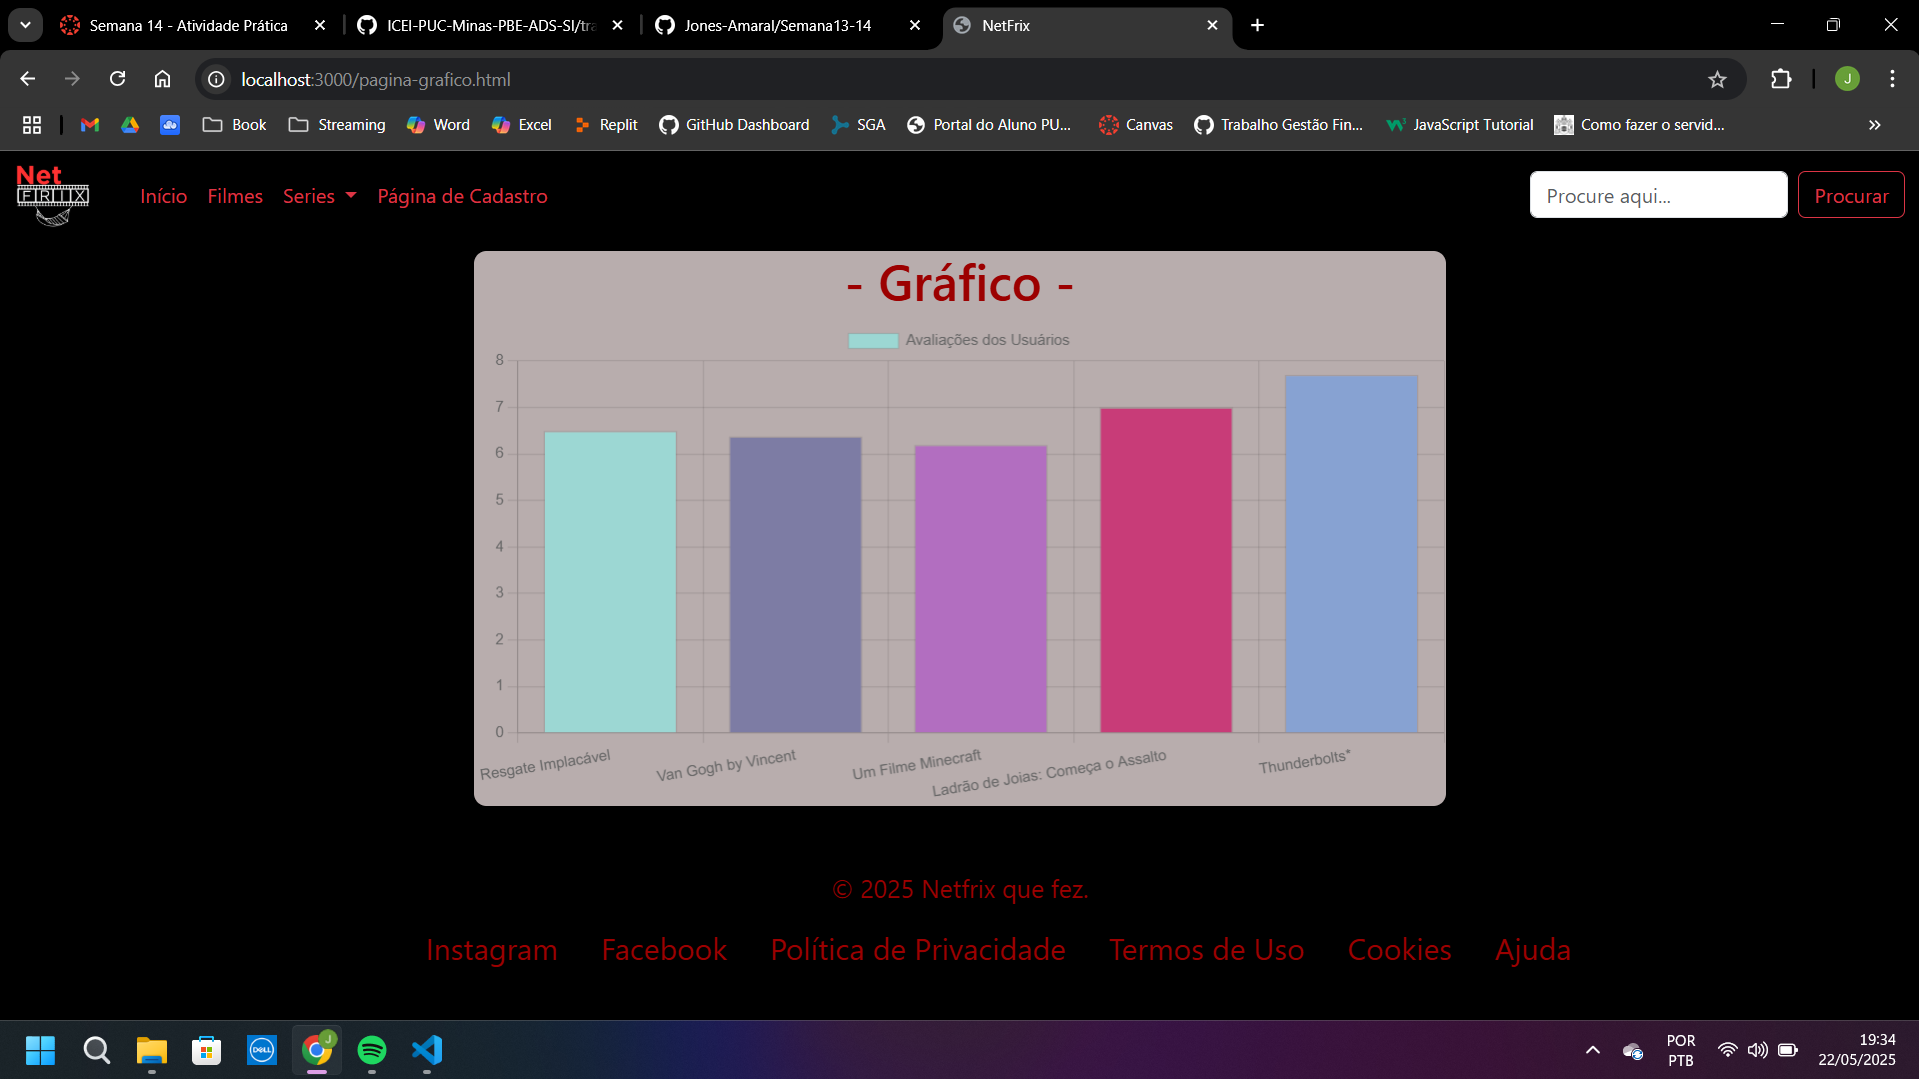 Semana 14 - Atividade Prática
ICEI-PUC-Minas-PBE-ADS-SI/tra
Jones-Amaral/Semana13-14
NetFrix
localhost:3000/pagina-grafico.html
J
Book
Streaming
Word
Excel
Replit
GitHub Dashboard
SGA
Portal do Aluno PU...
Canvas
Trabalho Gestão Fin...
JavaScript Tutorial
Como fazer o servid...
Net
FIRLIX
Início
Filmes
Series
Página de Cadastro
Procure aqui...
Procurar
- Gráfico -
Avaliações dos Usuários
8
7
6
5
4
3
2
1
0
Resgate Implacável
Van Gogh by Vincent
Um Filme Minecraft
Ladrão de Joias: Começa o Assalto
Thunderbolts*
© 2025 Netfrix que fez.
Instagram
Facebook
Política de Privacidade
Termos de Uso
Cookies
Ajuda
DELL
J
POR
PTB
19:34
22/05/2025